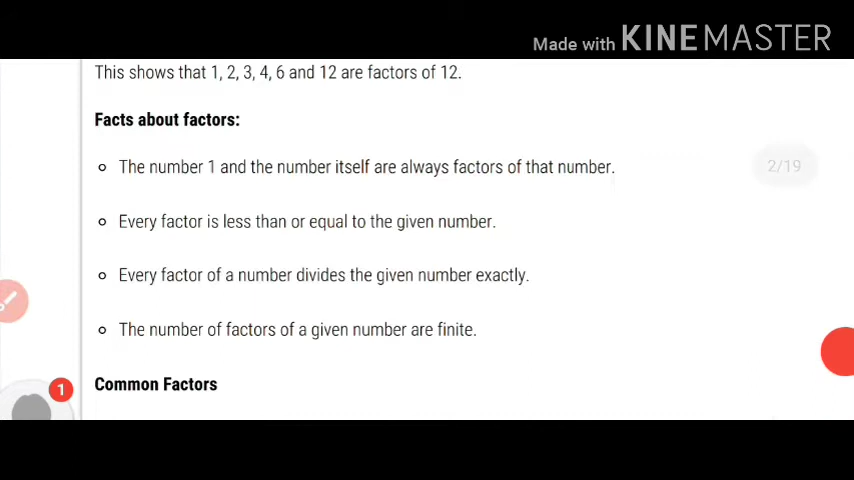 Made with KINEMASTER
This shows that 1, 2, 3, 4, 6 and 12 are factors of 12.
Facts about factors:
The number 1 and the number itself are always factors of that number.
2/19
Every factor is less than or equal to the given number.
Every factor of a number divides the given number exactly.
The number of factors of a given number are finite.
1
Common Factors